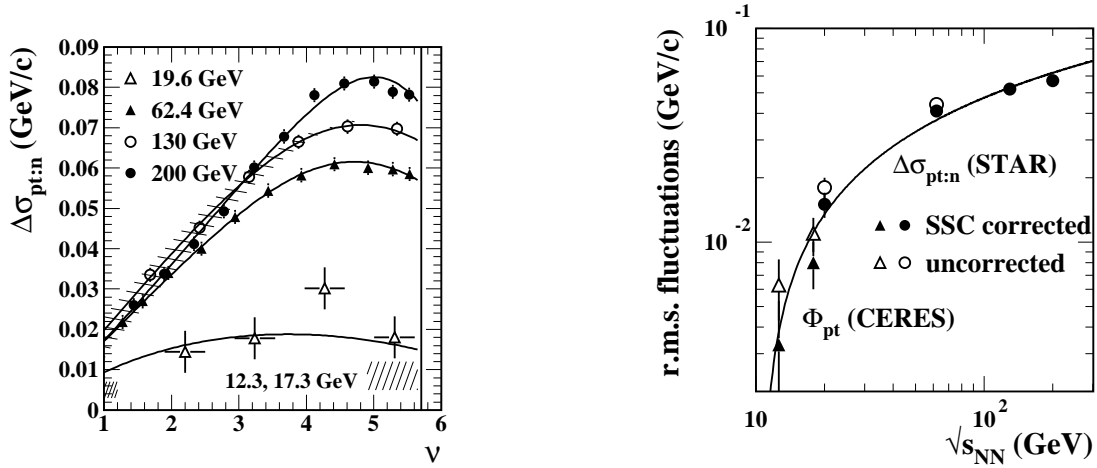 Δσpt:n (GeV/c)
0.09
0.08
0.07
0.06
0.05
0.04
0.03
0.02
0.01
0
19.6 GeV
62.4 GeV
130 GeV
200 GeV
12.3, 17.3 GeV
1 2 3 4 5 6
ν
r.m.s. fluctuations (GeV/c)
10⁻¹
10⁻²
Δσpt:n (STAR)
SSC corrected
uncorrected
Φpt (CERES)
10 10²
√sNN (GeV)